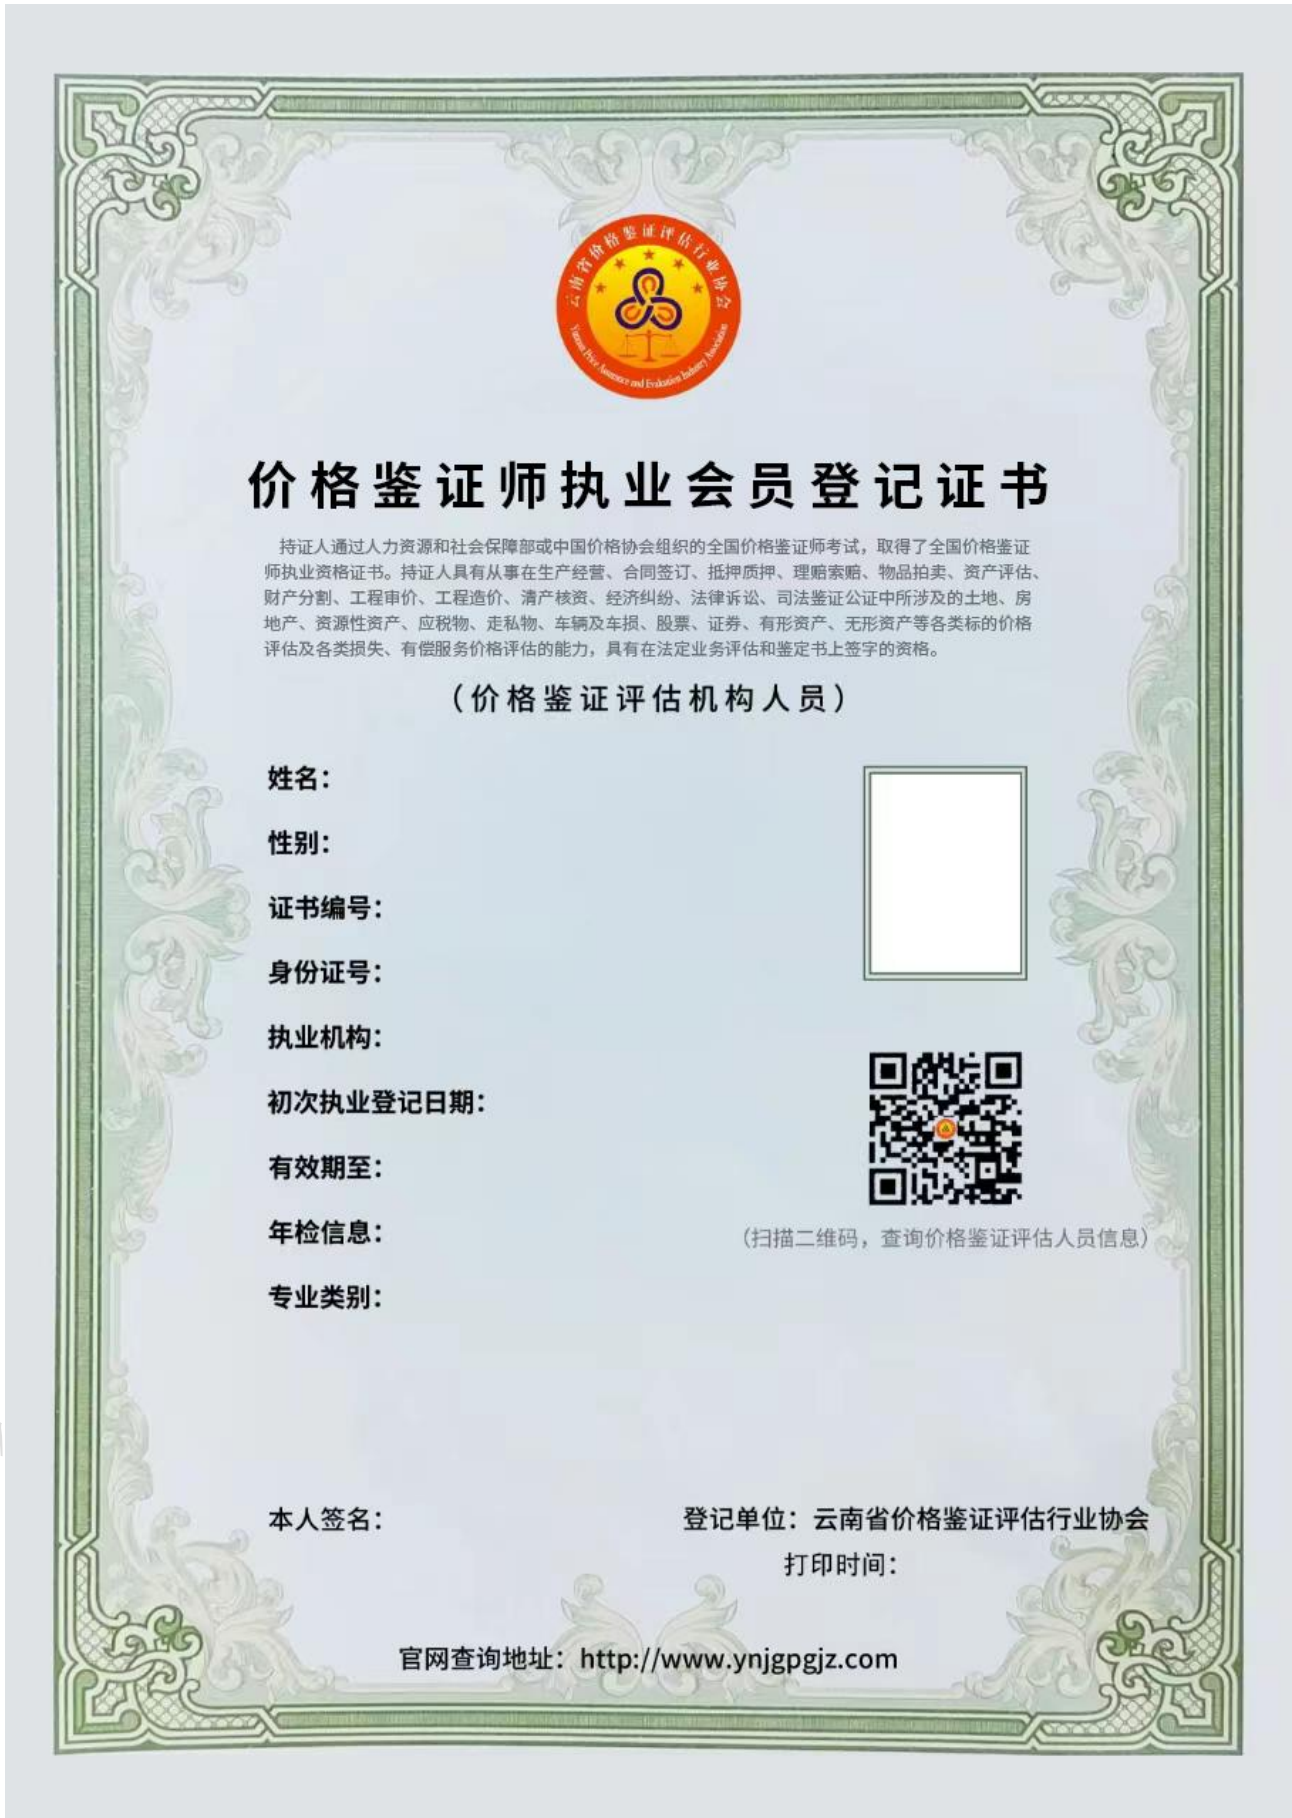 云南省价格鉴证评估行业协会
Yunnan Price Assurance and Evaluation Industry Association
价格鉴证师执业会员登记证书
持证人通过人力资源和社会保障部或中国价格协会组织的全国价格鉴证师考试，取得了全国价格鉴证
师执业资格证书。持证人具有从事在生产经营、合同签订、抵押质押、理赔索赔、物品拍卖、资产评估、
财产分割、工程审价、工程造价、清产核资、经济纠纷、法律诉讼、司法鉴证公证中所涉及的土地、房
地产、资源性资产、应税物、走私物、车辆及车损、股票、证券、有形资产、无形资产等各类标的价格
评估及各类损失、有偿服务价格评估的能力，具有在法定业务评估和鉴定书上签字的资格。
（价格鉴证评估机构人员）
姓名：
性别：
证书编号：
身份证号：
执业机构：
初次执业登记日期：
有效期至：
年检信息：
（扫描二维码，查询价格鉴证评估人员信息）
专业类别：
本人签名：
登记单位：云南省价格鉴证评估行业协会
打印时间：
官网查询地址：http://www.ynjgpgjz.com